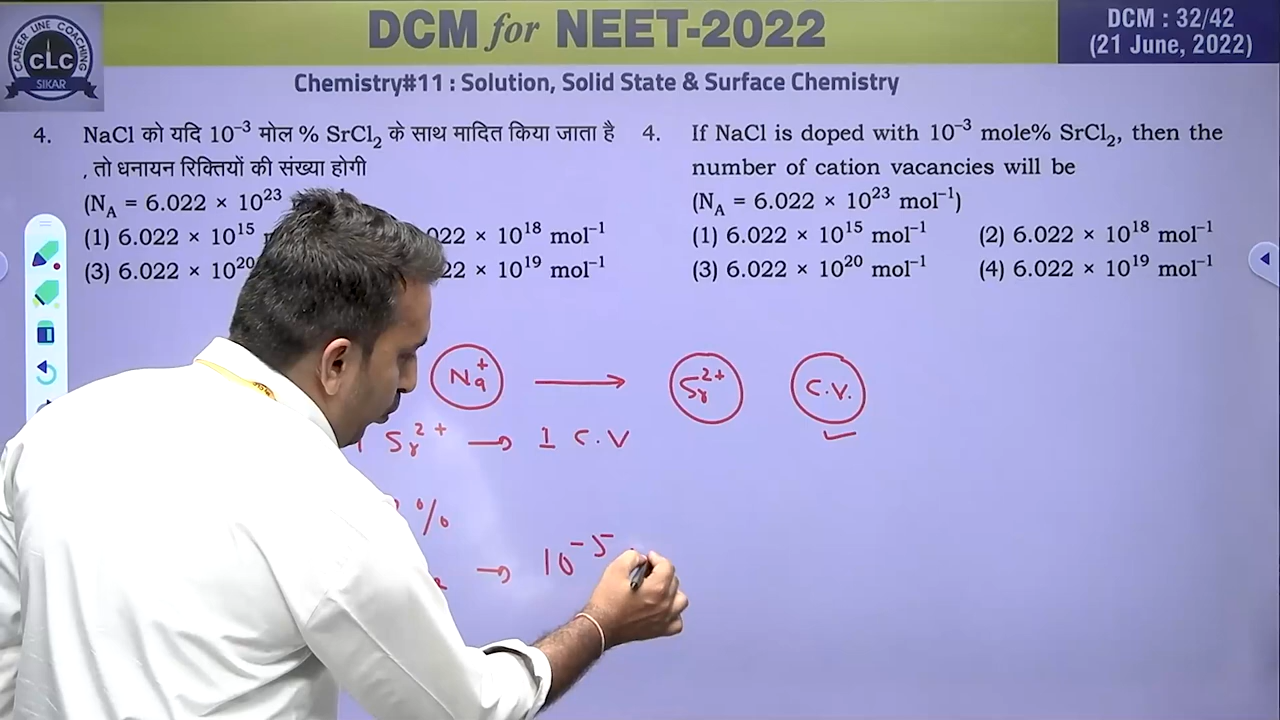 CAREER LINE COACHING
CLC
SIKAR
DCM for NEET-2022
DCM : 32/42
(21 June, 2022)
Chemistry#11 : Solution, Solid State & Surface Chemistry
4. NaCl को यदि 10⁻³ मोल % SrCl₂ के साथ मादित किया जाता है
, तो धनायन रिक्तियों की संख्या होगी
(N_A = 6.022 × 10²³
(1) 6.022 × 10¹⁵ 022 × 10¹⁸ mol⁻¹
(3) 6.022 × 10²⁰ 22 × 10¹⁹ mol⁻¹
4. If NaCl is doped with 10⁻³ mole% SrCl₂, then the
number of cation vacancies will be
(N_A = 6.022 × 10²³ mol⁻¹)
(1) 6.022 × 10¹⁵ mol⁻¹ (2) 6.022 × 10¹⁸ mol⁻¹
(3) 6.022 × 10²⁰ mol⁻¹ (4) 6.022 × 10¹⁹ mol⁻¹
Na⁺ → Sr²⁺ C.V.
Sr²⁺ → 1 C.V
%
→ 10⁻⁵